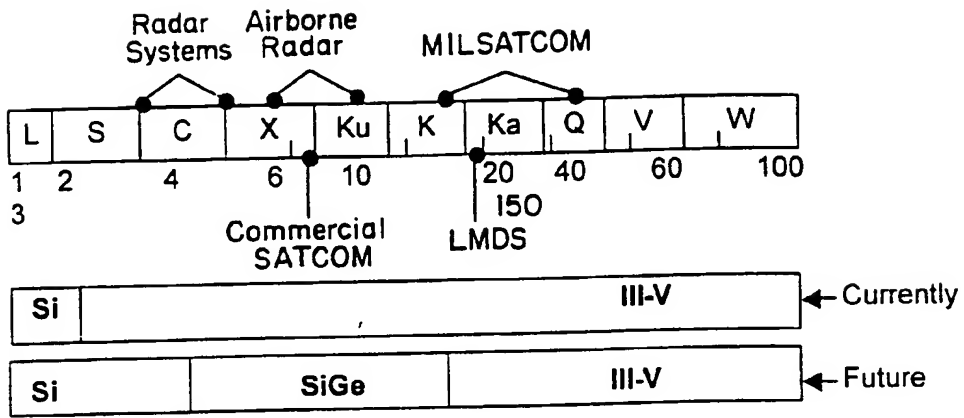 Radar Systems
Airborne Radar
MILSATCOM
L S C X Ku K Ka Q V W
1 2 4 6 10 20 40 60 100
3 150
Commercial SATCOM
LMDS
Si III-V Currently
Si SiGe III-V Future